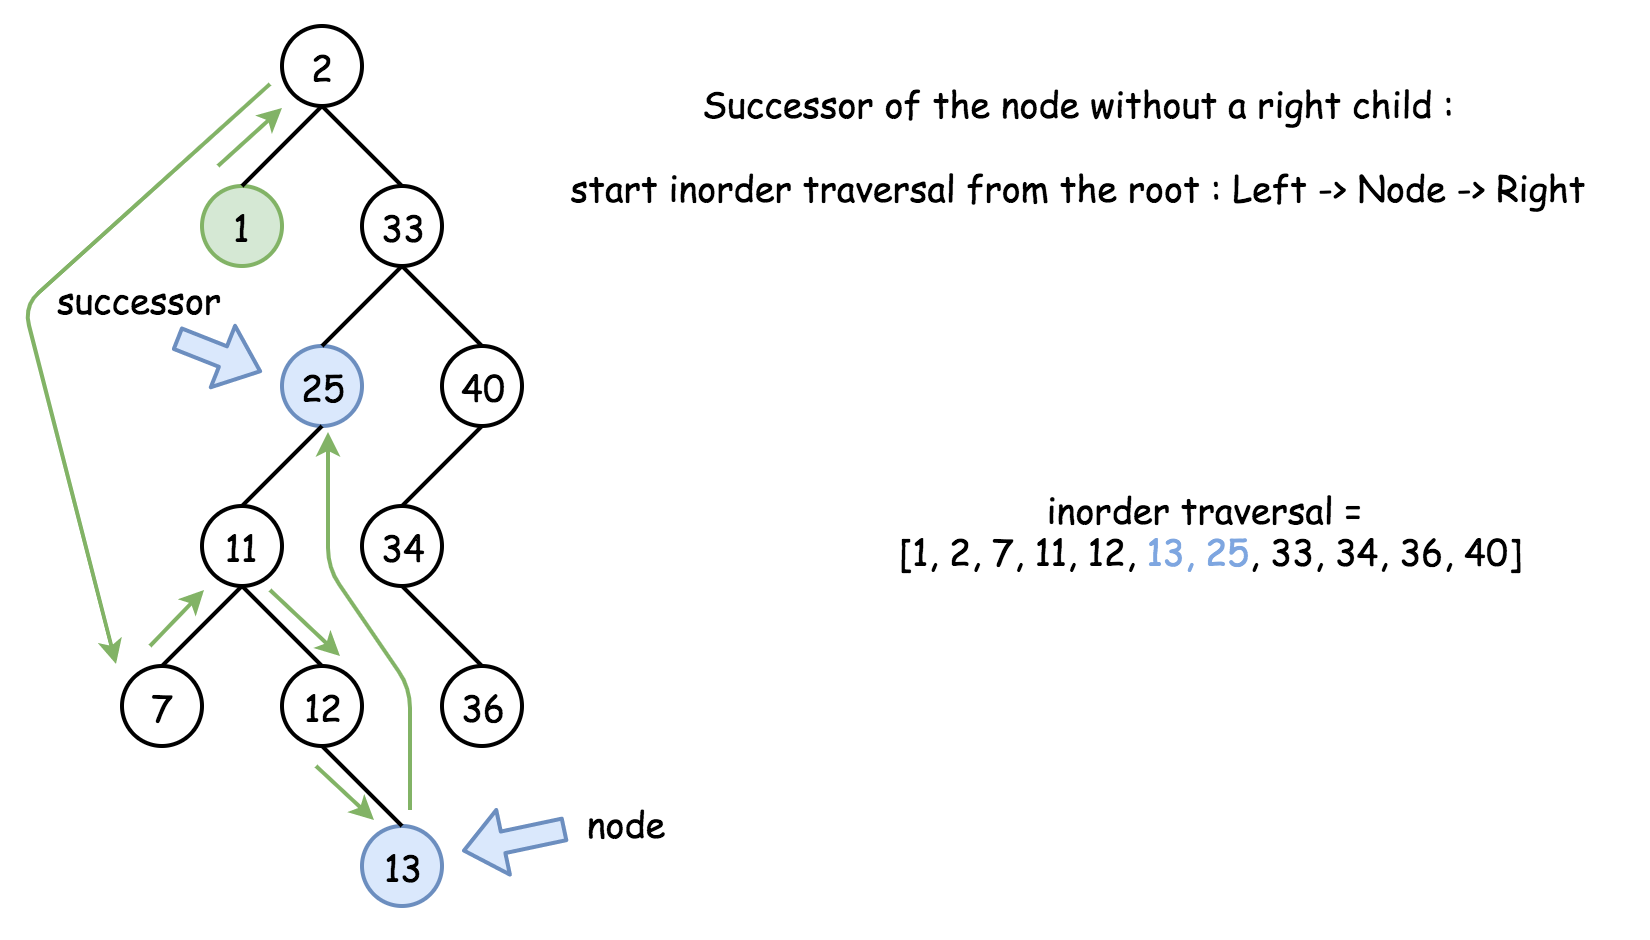 2
Successor of the node without a right child :
start inorder traversal from the root : Left -> Node -> Right
1
33
successor
25
40
11
34
inorder traversal =
[1, 2, 7, 11, 12, 13, 25, 33, 34, 36, 40]
7
12
36
node
13